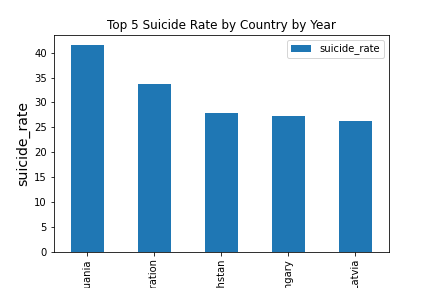 Top 5 Suicide Rate by Country by Year
suicide_rate
suicide_rate
40
35
30
25
20
15
10
5
0
uania
ration
hstan
ngary
atvia